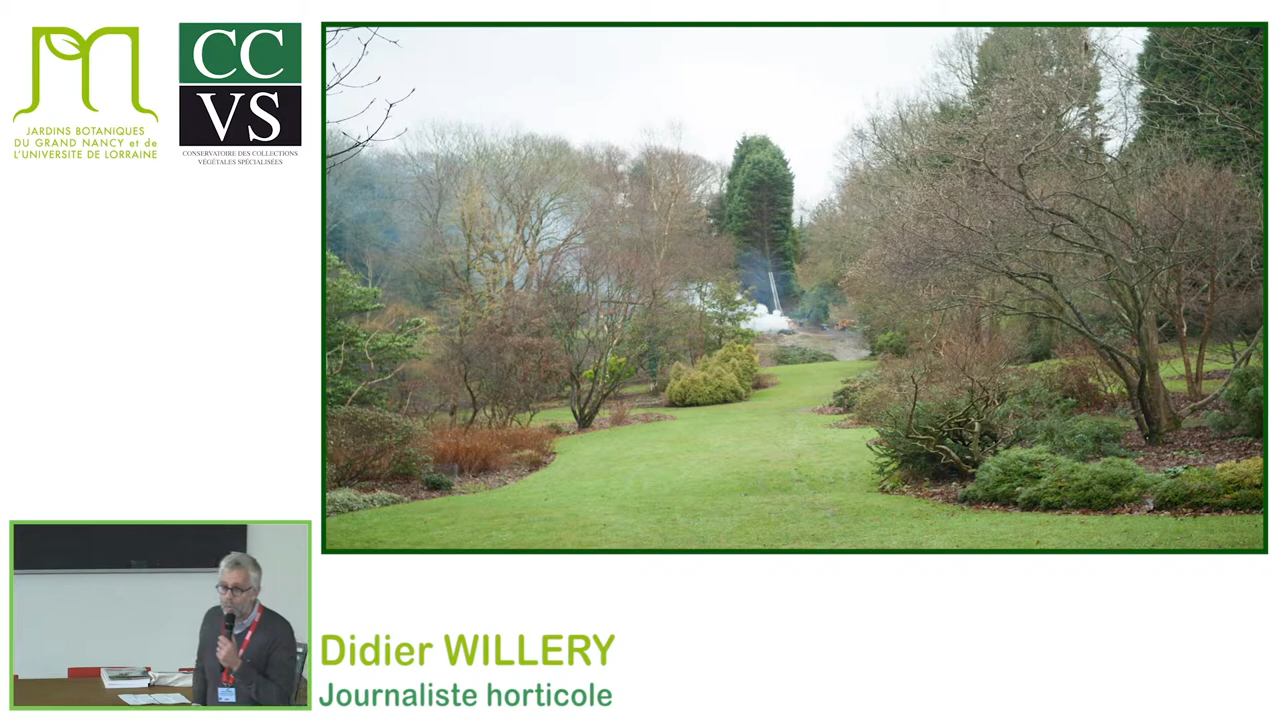 JARDINS BOTANIQUES
DU GRAND NANCY et de
L'UNIVERSITÉ DE LORRAINE
CC
VS
CONSERVATOIRE DES COLLECTIONS
VÉGÉTALES SPÉCIALISÉES
Didier WILLERY
Journaliste horticole